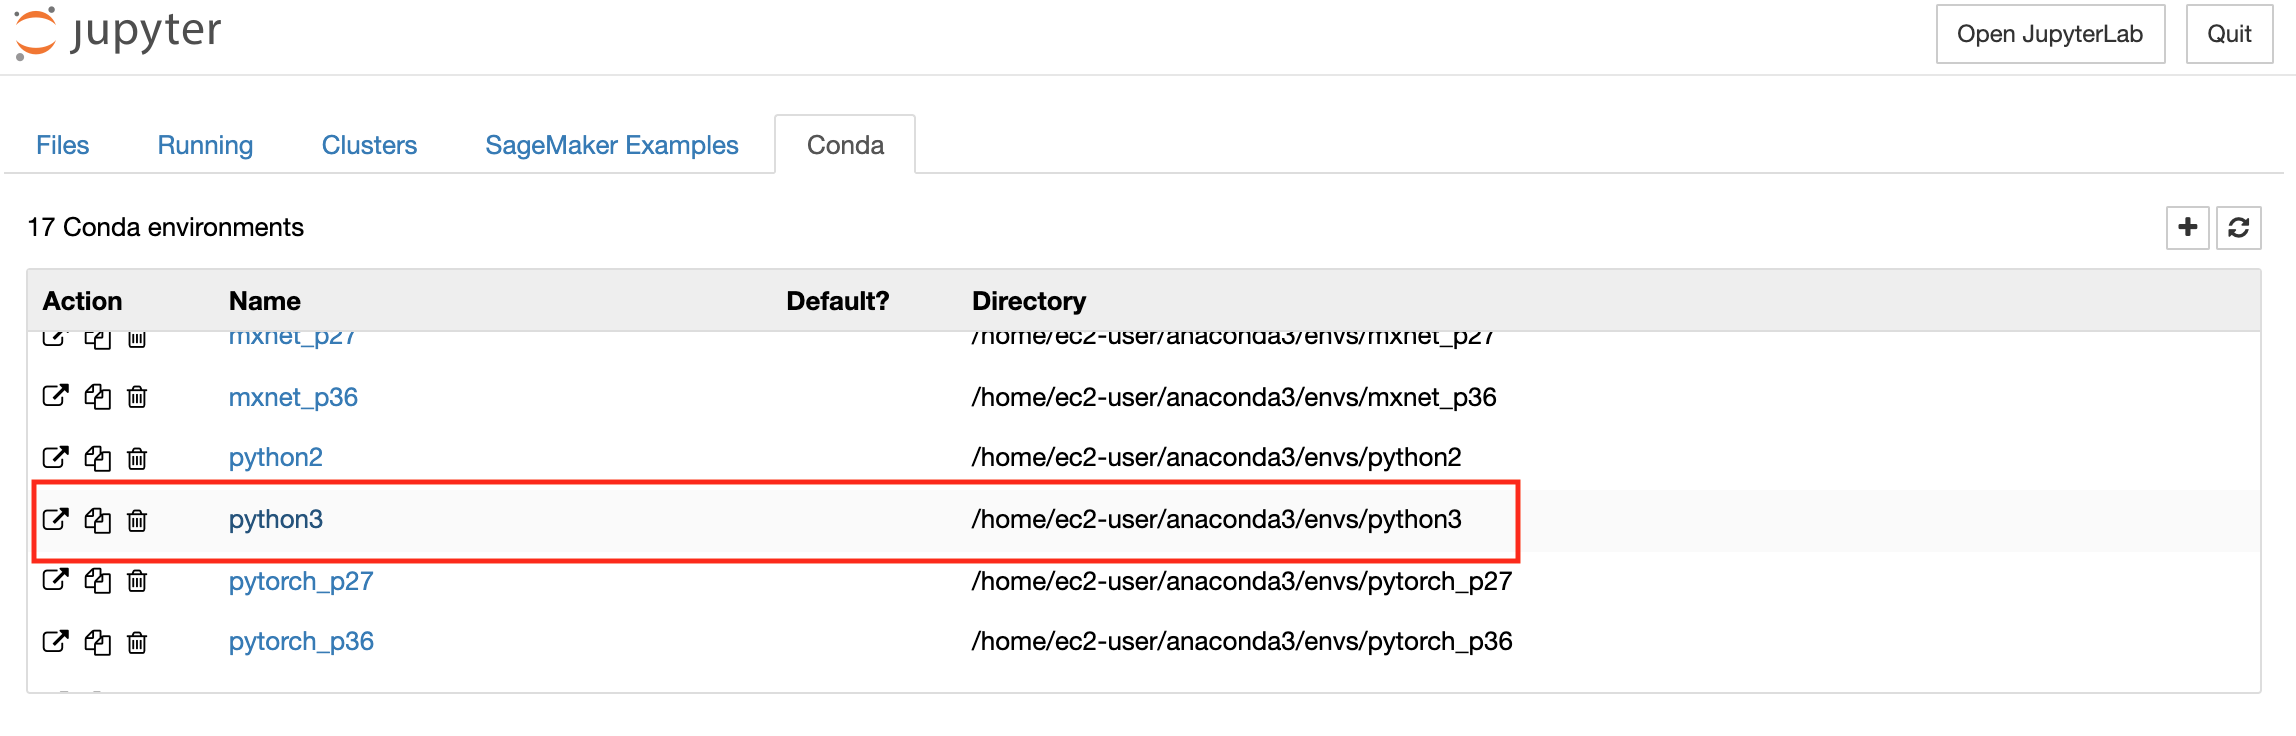 jupyter Open JupyterLab Quit
Files Running Clusters SageMaker Examples Conda
17 Conda environments
Action Name Default? Directory
mxnet_p27 /home/ec2-user/anaconda3/envs/mxnet_p27
mxnet_p36 /home/ec2-user/anaconda3/envs/mxnet_p36
python2 /home/ec2-user/anaconda3/envs/python2
python3 /home/ec2-user/anaconda3/envs/python3
pytorch_p27 /home/ec2-user/anaconda3/envs/pytorch_p27
pytorch_p36 /home/ec2-user/anaconda3/envs/pytorch_p36